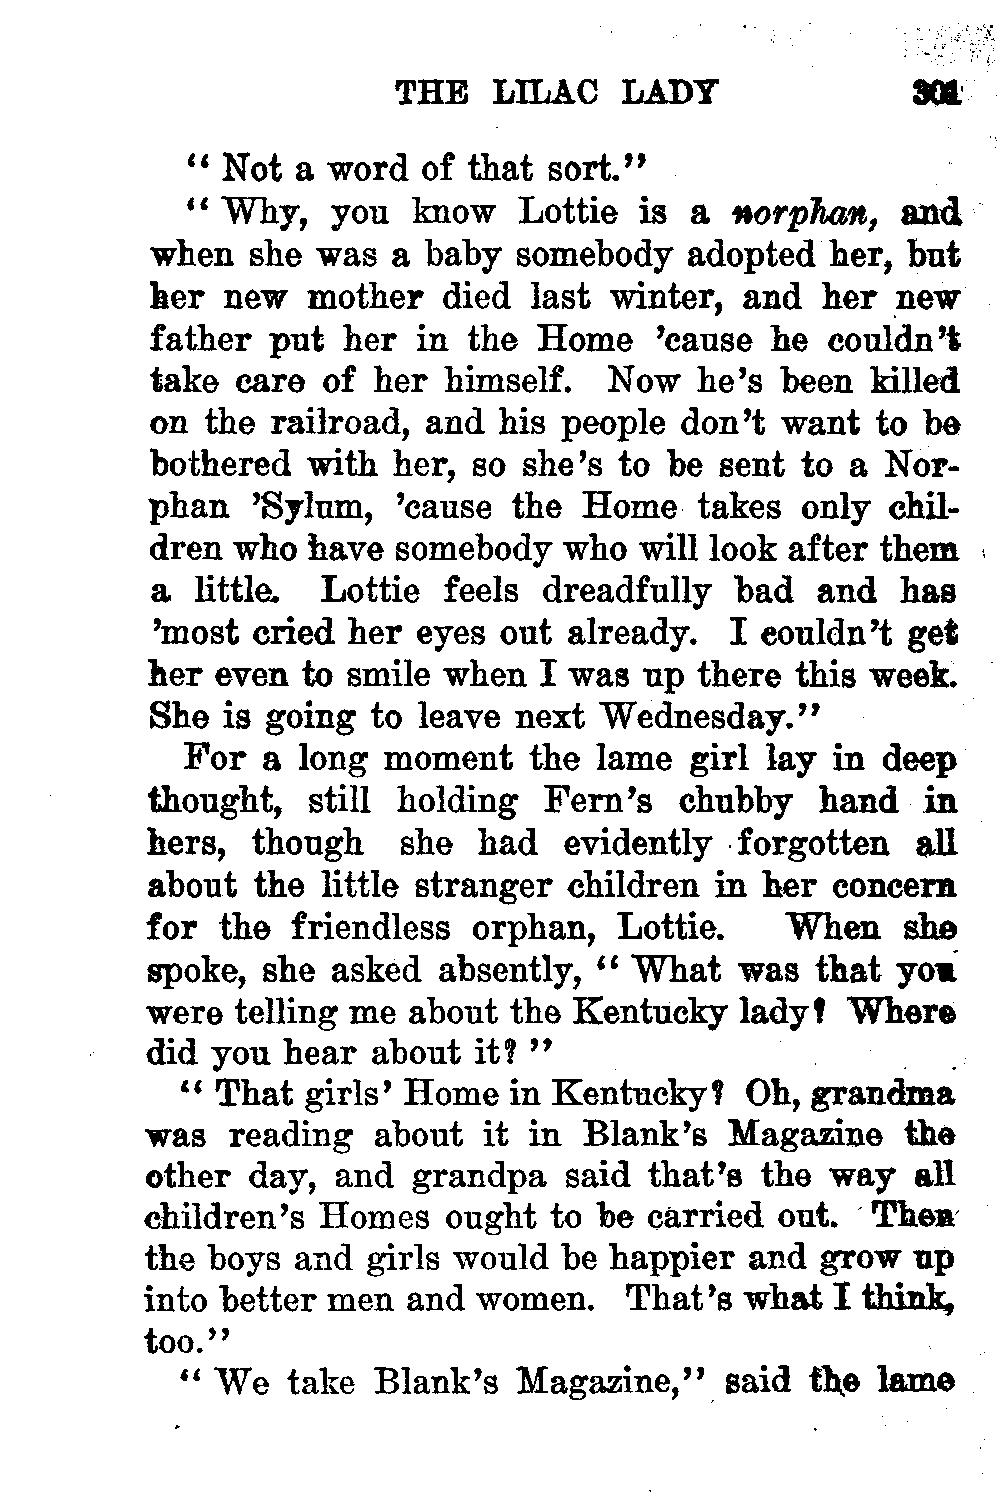 THE LILAC LADY 301
“ Not a word of that sort.”
“ Why, you know Lottie is a norphan, and
when she was a baby somebody adopted her, but
her new mother died last winter, and her new
father put her in the Home ’cause he couldn’t
take care of her himself. Now he’s been killed
on the railroad, and his people don’t want to be
bothered with her, so she’s to be sent to a Nor-
phan ’Sylum, ’cause the Home takes only chil-
dren who have somebody who will look after them
a little. Lottie feels dreadfully bad and has
’most cried her eyes out already. I couldn’t get
her even to smile when I was up there this week.
She is going to leave next Wednesday.”
For a long moment the lame girl lay in deep
thought, still holding Fern’s chubby hand in
hers, though she had evidently forgotten all
about the little stranger children in her concern
for the friendless orphan, Lottie. When she
spoke, she asked absently, “ What was that you
were telling me about the Kentucky lady? Where
did you hear about it? ”
“ That girls’ Home in Kentucky? Oh, grandma
was reading about it in Blank’s Magazine the
other day, and grandpa said that’s the way all
children’s Homes ought to be carried out. Then
the boys and girls would be happier and grow up
into better men and women. That’s what I think,
too.”
“ We take Blank’s Magazine,” said the lame